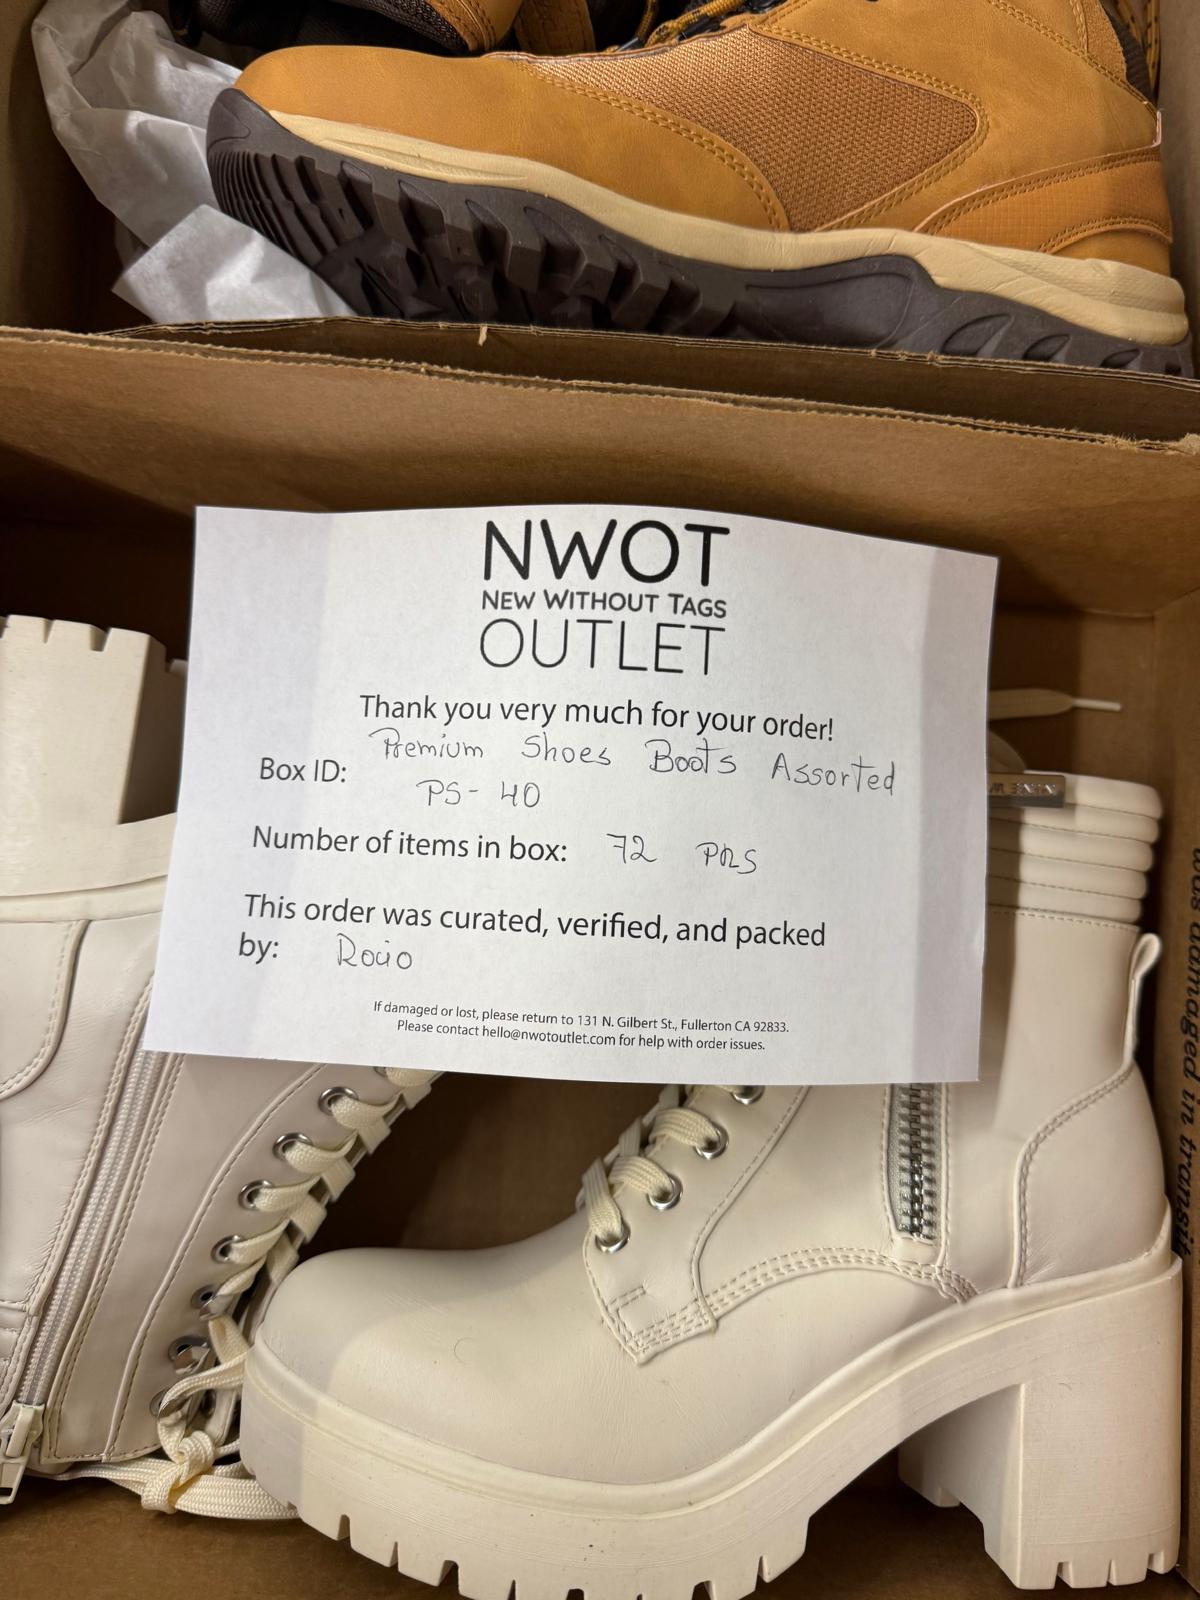 NWOT
NEW WITHOUT TAGS
OUTLET
Thank you very much for your order!
Premium Shoes Boots Assorted
Box ID:
PS-40
Number of items in box: 72 PRS
This order was curated, verified, and packed
by: Rocio
If damaged or lost, please return to 131 N. Gilbert St., Fullerton CA 92833.
Please contact hello@nwotoutlet.com for help with order issues.
NINE W
was damaged in transit